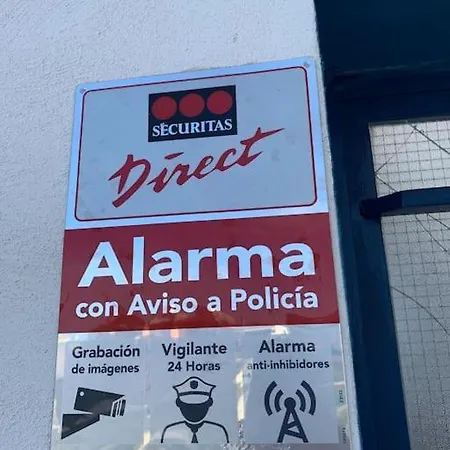 SECURITAS
Direct
Alarma
con Aviso a Policía
Grabación
de imágenes
Vigilante
24 Horas
Alarma
anti-inhibidores